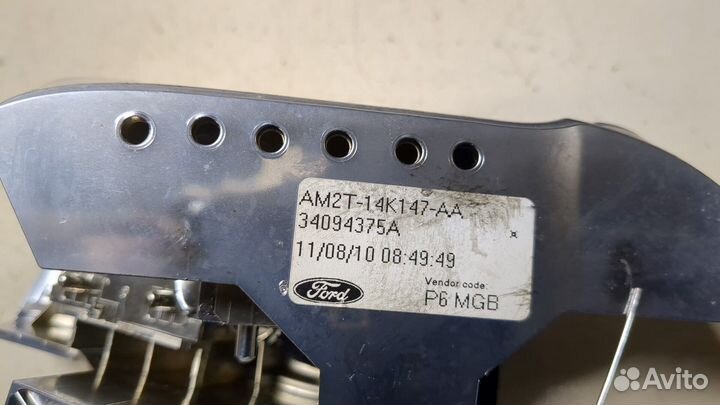 AM2T-14K147-AA
34094375A
11/08/10 08:49:49
Vendor code:
Ford P6 MGB
Avito